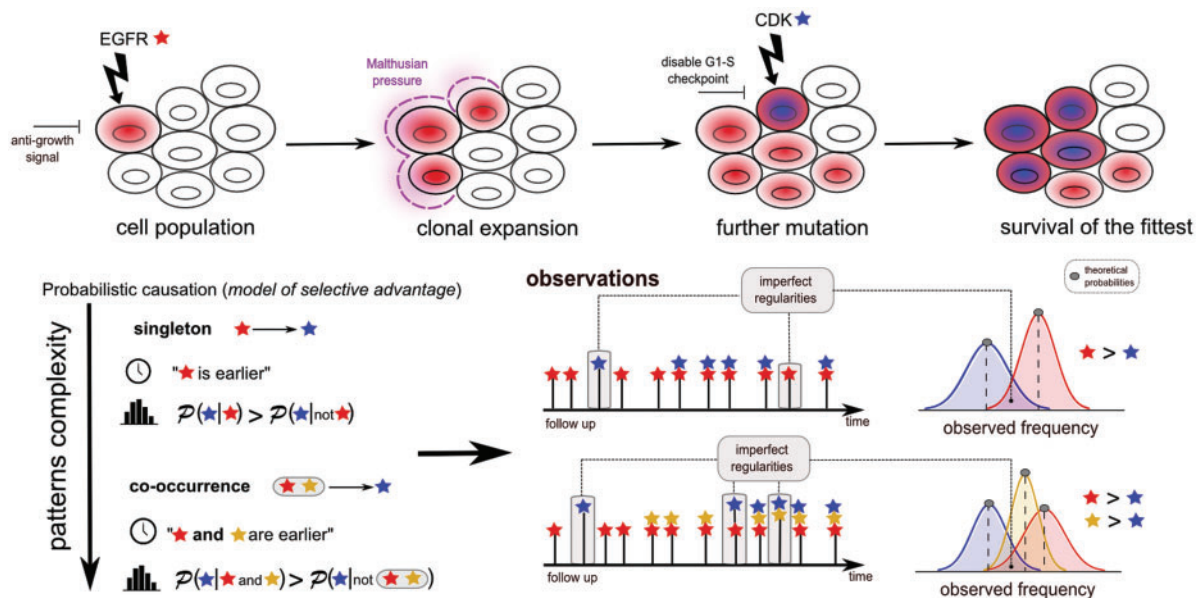 EGFR
CDK
Malthusian
pressure
disable G1-S
checkpoint
anti-growth
signal
cell population
clonal expansion
further mutation
survival of the fittest
patterns complexity
Probabilistic causation (model of selective advantage)
singleton
"★ is earlier"
P(★|★) > P(★|not★)
co-occurrence
"★ and ★ are earlier"
P(★|★ and ★) > P(★|not ★ ★)
observations
imperfect
regularities
follow up
time
theoretical
probabilities
★ > ★
observed frequency
imperfect
regularities
follow up
time
★ > ★
★ > ★
observed frequency